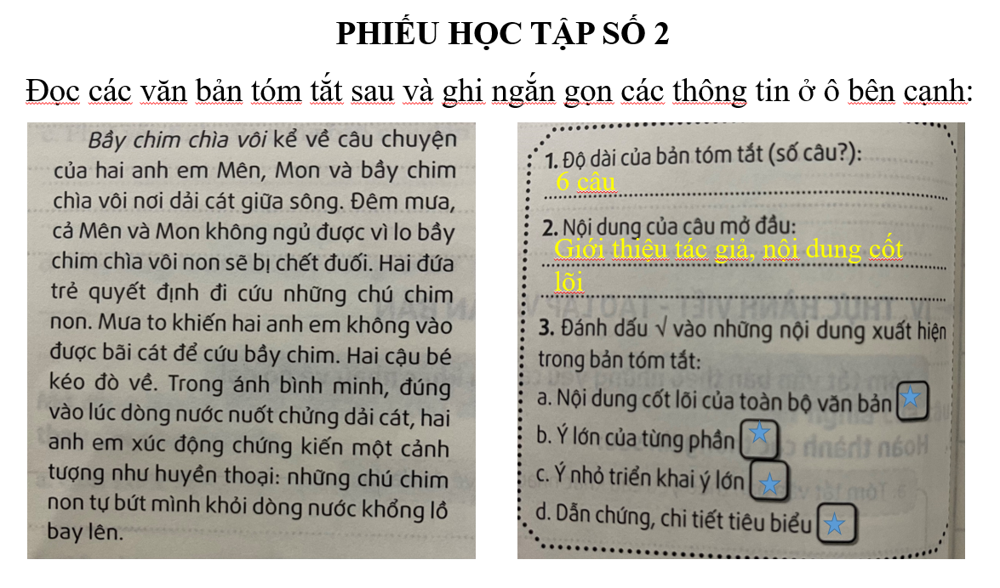 PHIẾU HỌC TẬP SỐ 2
Đọc các văn bản tóm tắt sau và ghi ngắn gọn các thông tin ở ô bên cạnh:
Bầy chim chìa vôi kể về câu chuyện
của hai anh em Mên, Mon và bầy chim
chìa vôi nơi dải cát giữa sông. Đêm mưa,
cả Mên và Mon không ngủ được vì lo bầy
chim chìa vôi non sẽ bị chết đuối. Hai đứa
trẻ quyết định đi cứu những chú chim
non. Mưa to khiến hai anh em không vào
được bãi cát để cứu bầy chim. Hai cậu bé
kéo đò về. Trong ánh bình minh, đúng
vào lúc dòng nước nuốt chửng dải cát, hai
anh em xúc động chứng kiến một cảnh
tượng như huyền thoại: những chú chim
non tự bứt mình khỏi dòng nước khổng lồ
bay lên.
1. Độ dài của bản tóm tắt (số câu?):
6 câu
2. Nội dung của câu mở đầu:
Giới thiệu tác giả, nội dung cốt
lõi
3. Đánh dấu √ vào những nội dung xuất hiện
trong bản tóm tắt:
a. Nội dung cốt lõi của toàn bộ văn bản
b. Ý lớn của từng phần
c. Ý nhỏ triển khai ý lớn
d. Dẫn chứng, chi tiết tiêu biểu